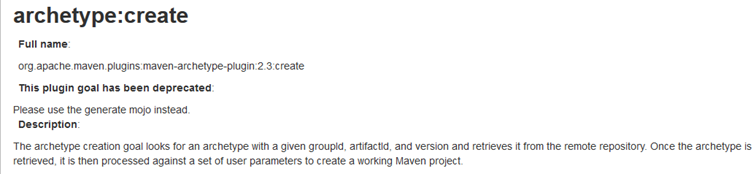 archetype:create
Full name:
org.apache.maven.plugins:maven-archetype-plugin:2.3:create
This plugin goal has been deprecated:
Please use the generate mojo instead.
Description:
The archetype creation goal looks for an archetype with a given groupId, artifactId, and version and retrieves it from the remote repository. Once the archetype is
retrieved, it is then processed against a set of user parameters to create a working Maven project.